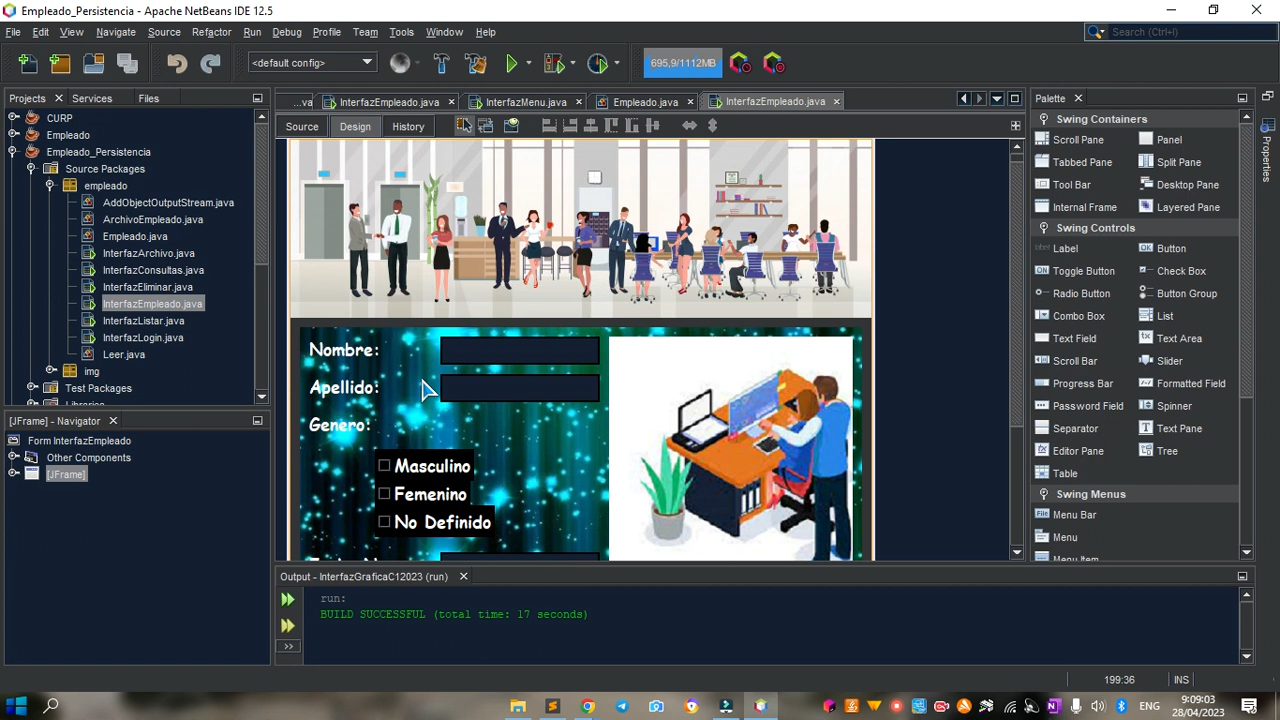 Empleado_Persistencia - Apache NetBeans IDE 12.5
File Edit View Navigate Source Refactor Run Debug Profile Team Tools Window Help
Search (Ctrl+I)
<default config>
695,9/1112MB
Projects Services Files
...va InterfazEmpleado.java InterfazMenu.java Empleado.java InterfazEmpleado.java
Palette
Source Design History
CURP
Empleado
Empleado_Persistencia
Source Packages
empleado
AddObjectOutputStream.java
ArchivoEmpleado.java
Empleado.java
InterfazArchivo.java
InterfazConsultas.java
InterfazEliminar.java
InterfazEmpleado.java
InterfazListar.java
InterfazLogin.java
Leer.java
img
Test Packages
Libraries
[JFrame] - Navigator
Form InterfazEmpleado
Other Components
[JFrame]
Nombre:
Apellido:
Genero:
Masculino
Femenino
No Definido
Swing Containers
Scroll Pane Panel
Tabbed Pane Split Pane
Tool Bar Desktop Pane
Internal Frame Layered Pane
Swing Controls
Label Button
Toggle Button Check Box
Radio Button Button Group
Combo Box List
Text Field Text Area
Scroll Bar Slider
Progress Bar Formatted Field
Password Field Spinner
Separator Text Pane
Editor Pane Tree
Table
Swing Menus
Menu Bar
Menu
Menu Item
Properties
Output - InterfazGraficaC12023 (run)
run:
BUILD SUCCESSFUL (total time: 17 seconds)
199:36 INS
ENG
9:09:03
28/04/2023